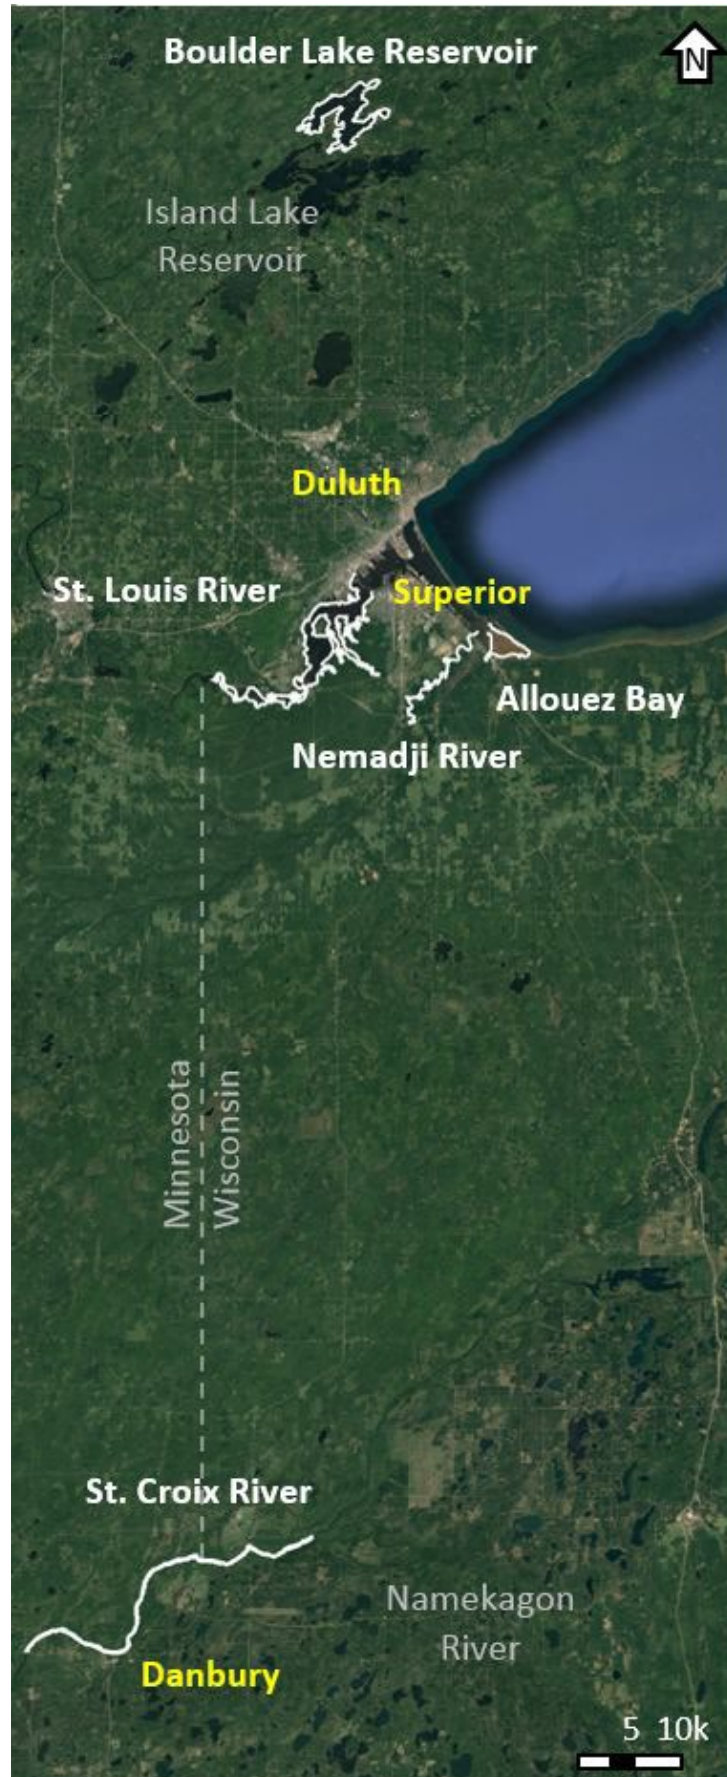 Boulder Lake Reservoir
N
Island Lake
Reservoir
Duluth
St. Louis River
Superior
Allouez Bay
Nemadji River
Minnesota
Wisconsin
St. Croix River
Namekagon
River
Danbury
5 10k